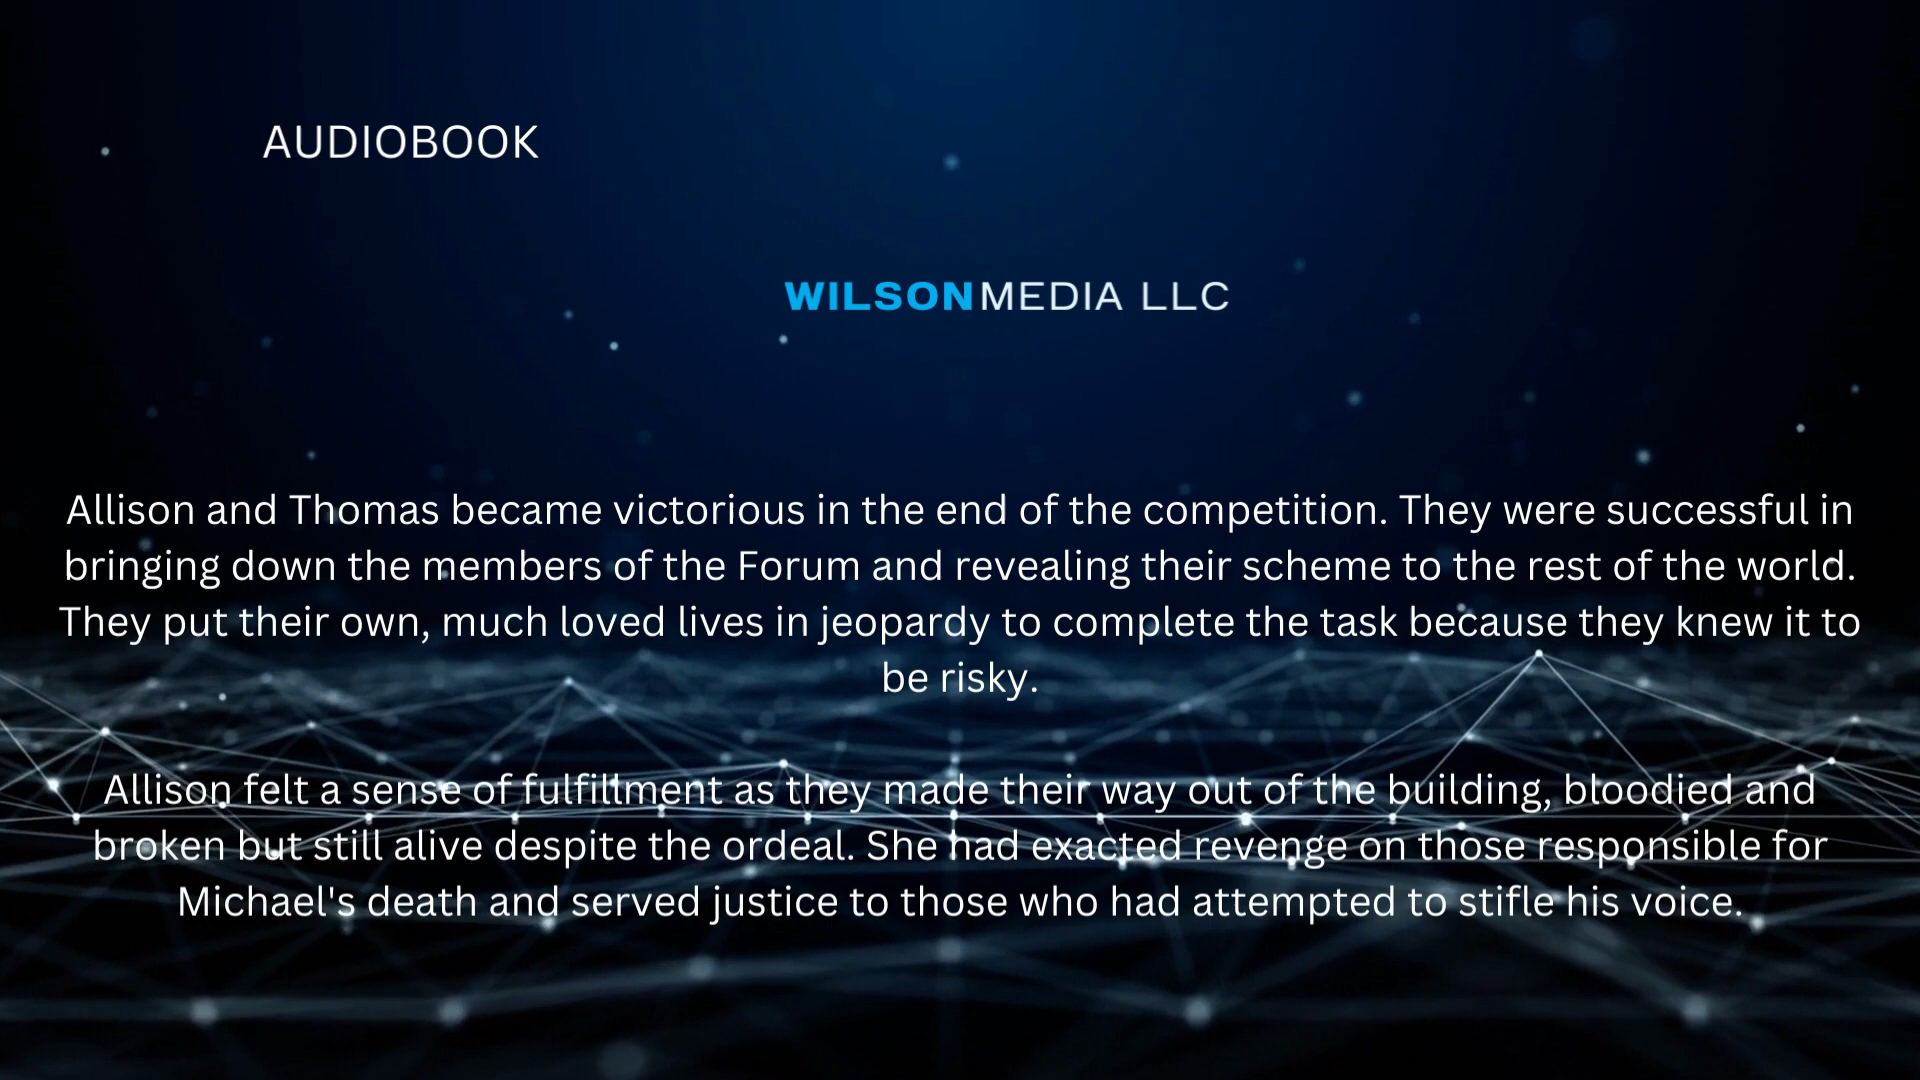 AUDIOBOOK
WILSONMEDIA LLC
Allison and Thomas became victorious in the end of the competition. They were successful in
bringing down the members of the Forum and revealing their scheme to the rest of the world.
They put their own, much loved lives in jeopardy to complete the task because they knew it to
be risky.
Allison felt a sense of fulfillment as they made their way out of the building, bloodied and
broken but still alive despite the ordeal. She had exacted revenge on those responsible for
Michael's death and served justice to those who had attempted to stifle his voice.